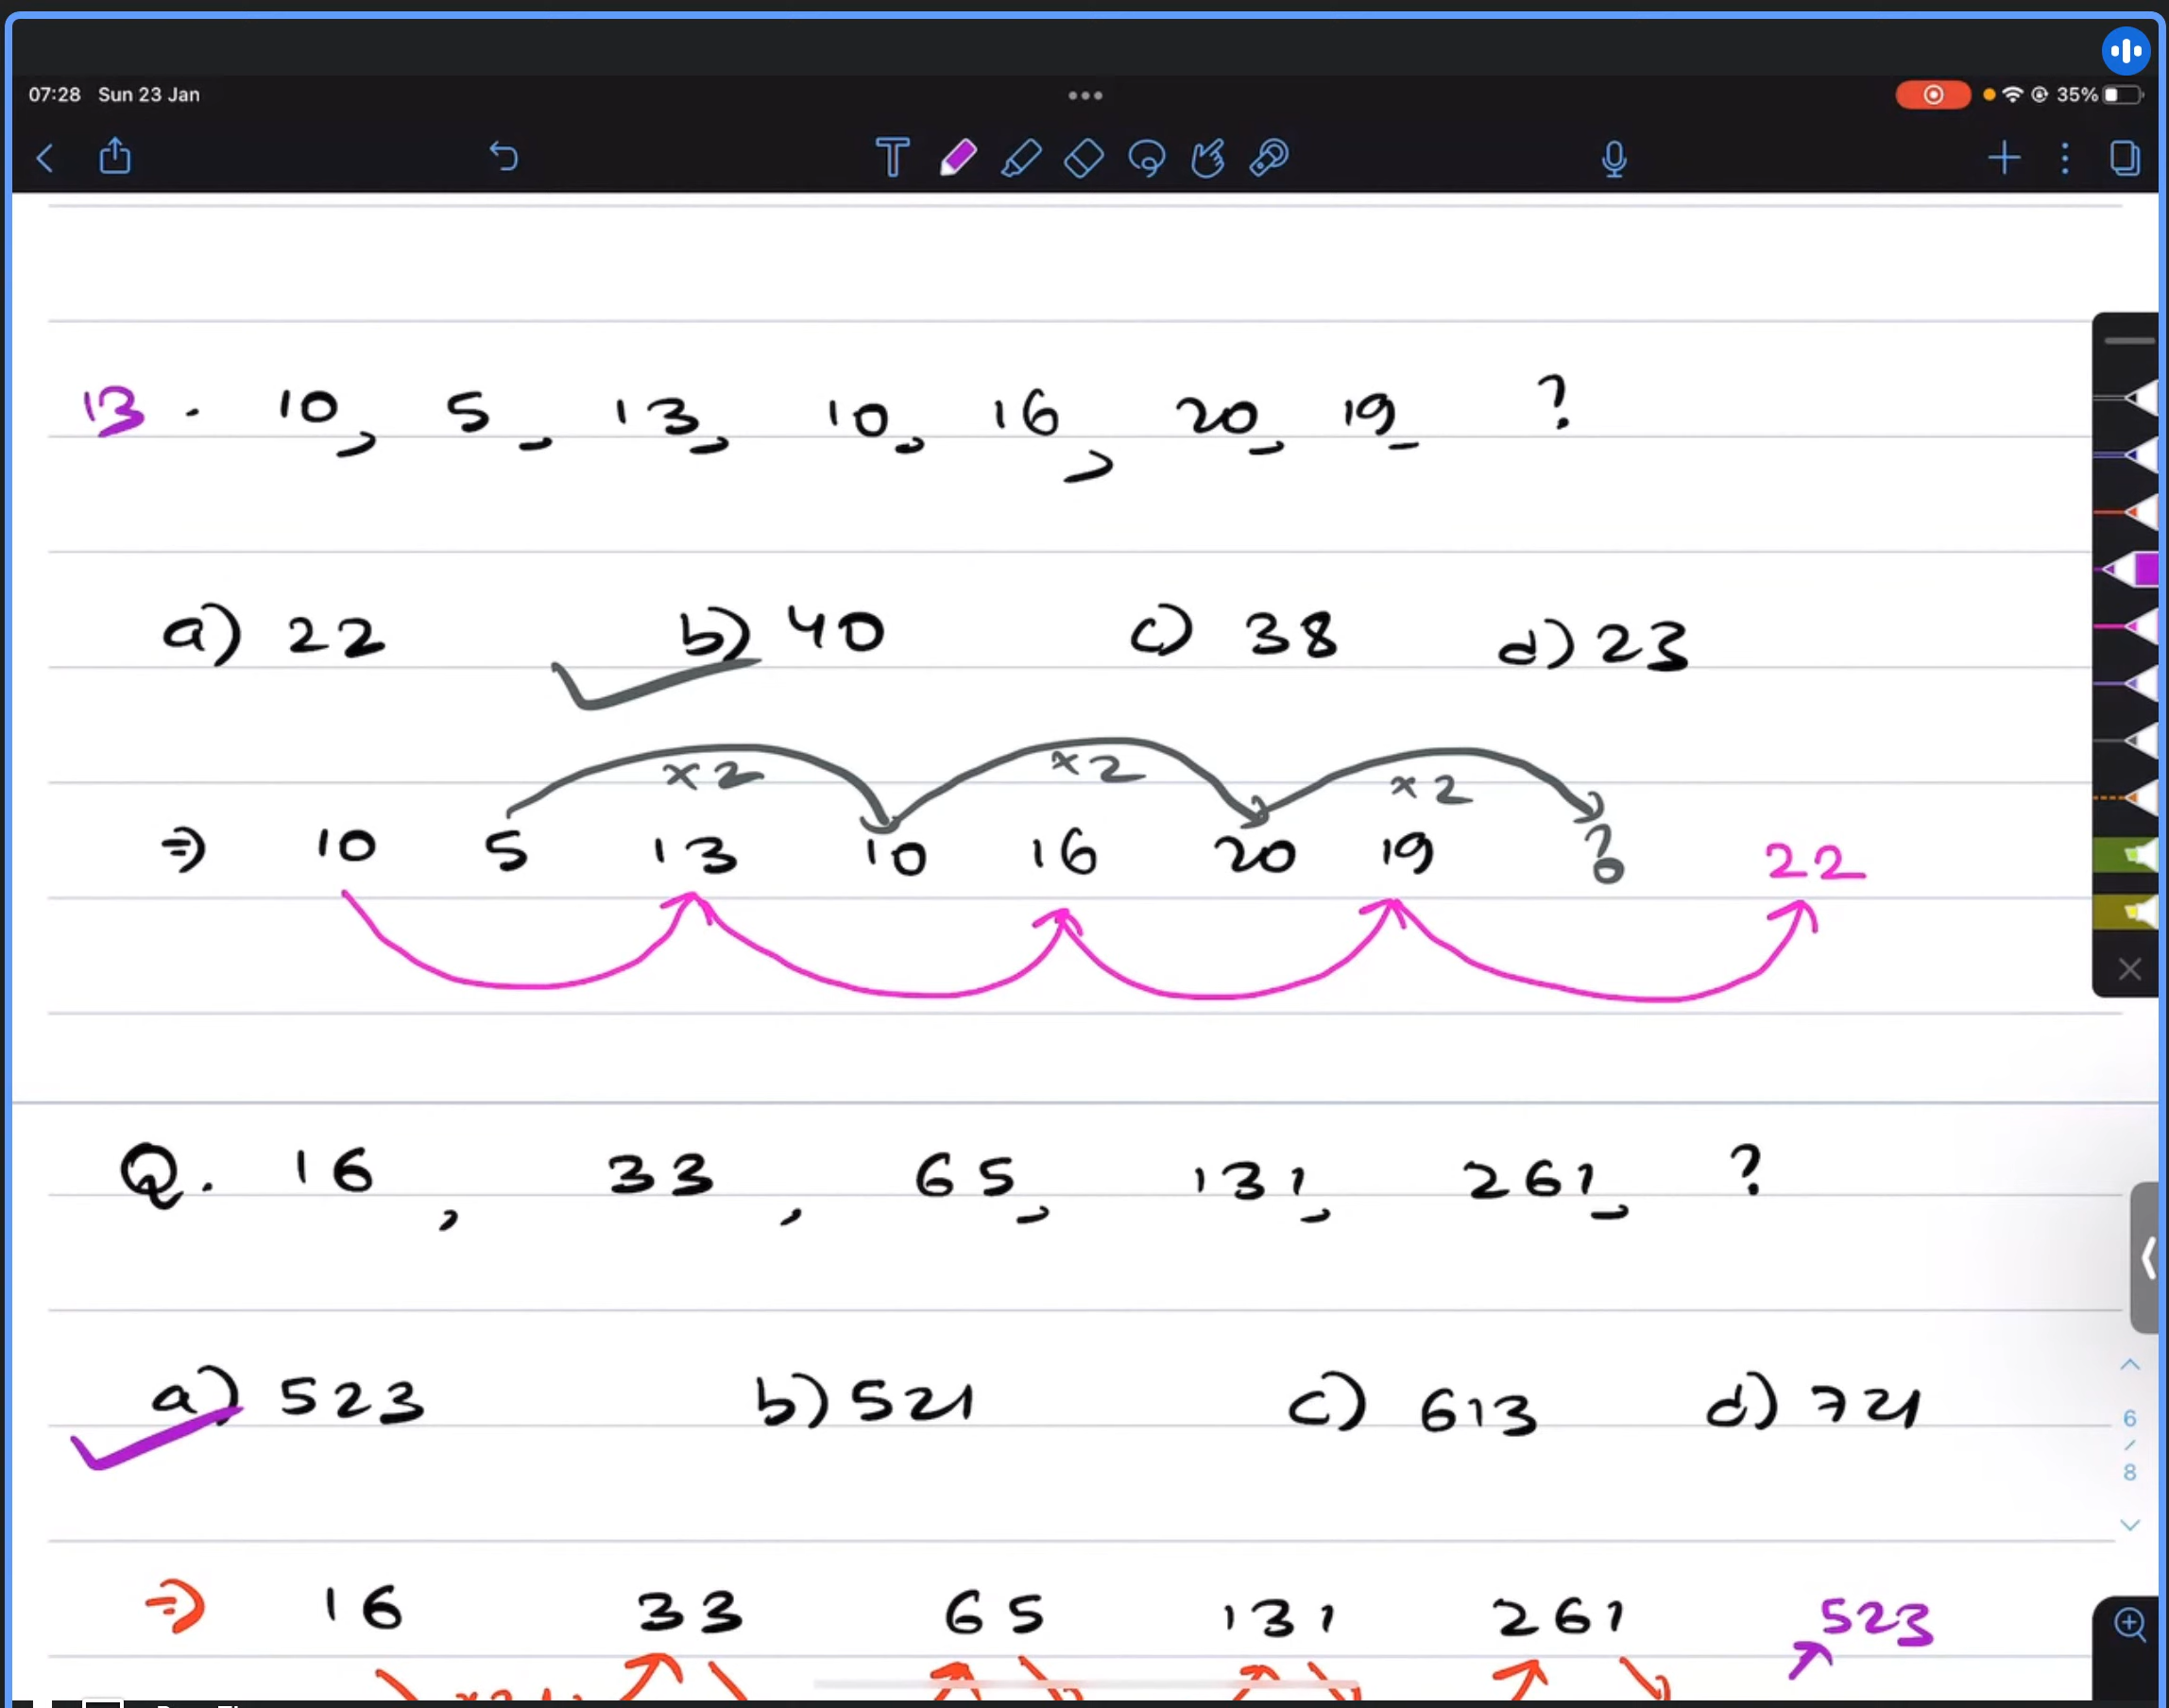 07:28 Sun 23 Jan 35%
13. 10, 5, 13, 10, 16, 20, 19, ?
a) 22 b) 40 c) 38 d) 23
×2 ×2 ×2
⇒ 10 5 13 10 16 20 19 ? 22
Q. 16, 33, 65, 131, 261, ?
a) 523 b) 521 c) 613 d) 721
6
/
8
⇒ 16 33 65 131 261 523